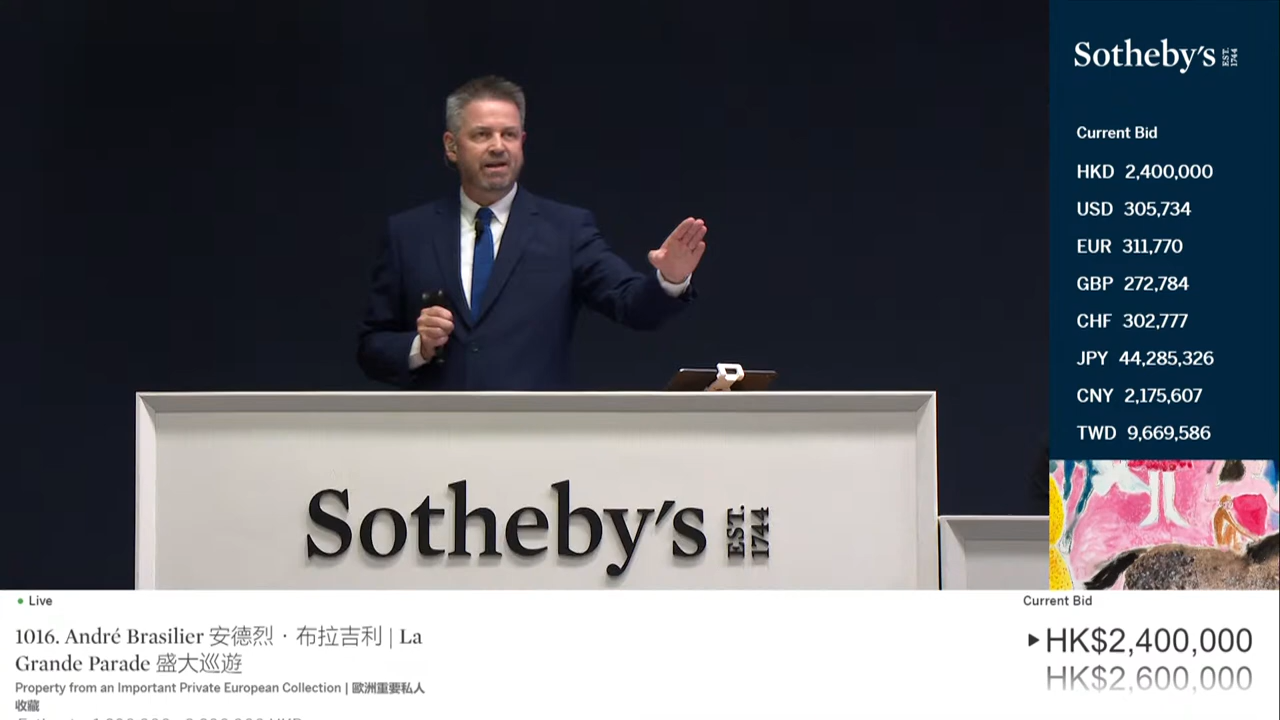 Sotheby's EST. 1744
Current Bid
HKD 2,400,000
USD 305,734
EUR 311,770
GBP 272,784
CHF 302,777
JPY 44,285,326
CNY 2,175,607
TWD 9,669,586
Sotheby's EST. 1744
Live
1016. André Brasilier 安德烈．布拉吉利 | La
Grande Parade 盛大巡遊
Property from an Important Private European Collection | 歐洲重要私人
收藏
Current Bid
HK$2,400,000
HK$2,600,000